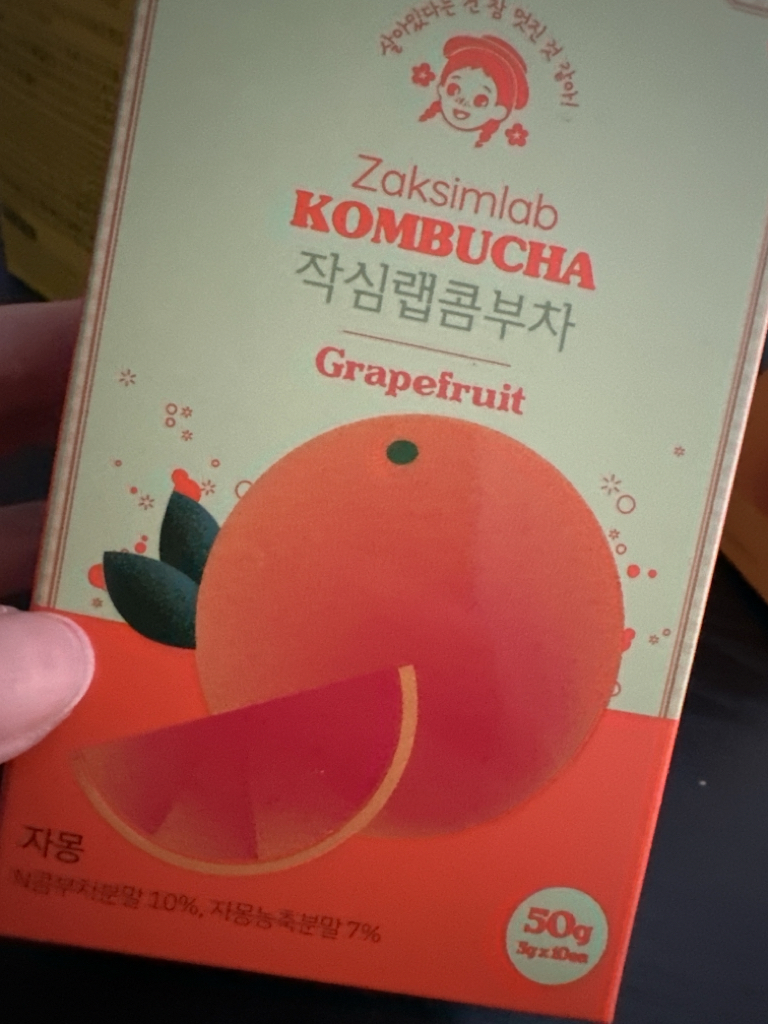 살아있다는 건 참 멋진 것 같아!
Zaksimlab
KOMBUCHA
작심랩콤부차
Grapefruit
자몽
N콤부차분말 10%, 자몽농축분말 7%
50g
5g x 10ea